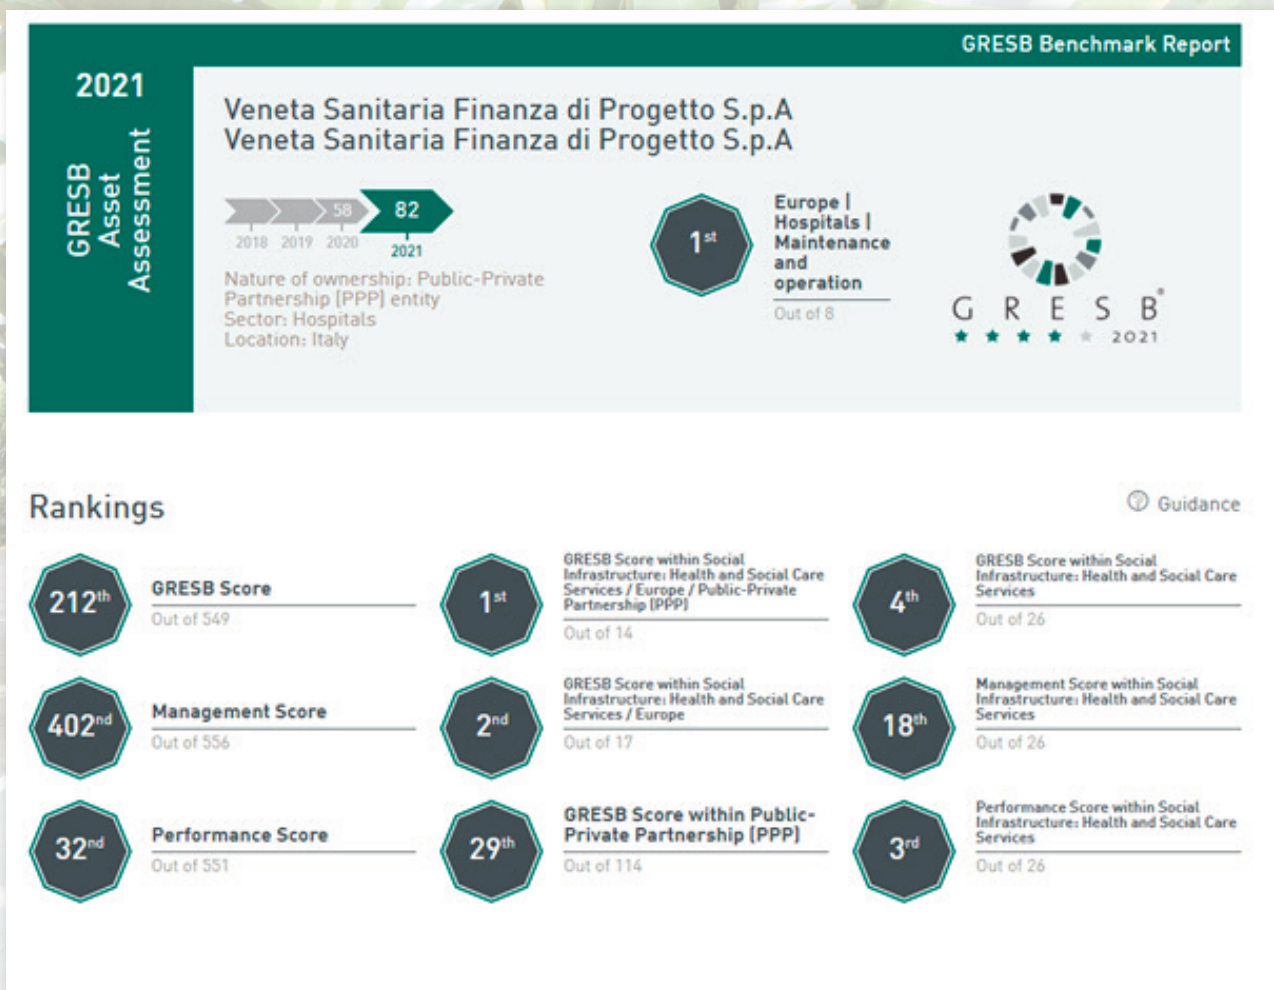 GRESB Benchmark Report
2021
GRESB
Asset
Assessment
Veneta Sanitaria Finanza di Progetto S.p.A
Veneta Sanitaria Finanza di Progetto S.p.A
58
82
2018
2019
2020
2021
Nature of ownership: Public-Private
Partnership (PPP) entity
Sector: Hospitals
Location: Italy
1st
Europe |
Hospitals |
Maintenance
and
operation
Out of 8
GRESB®
2021
Rankings
Guidance
212th
GRESB Score
Out of 549
1st
GRESB Score within Social
Infrastructure: Health and Social Care
Services / Europe / Public-Private
Partnership (PPP)
Out of 14
4th
GRESB Score within Social
Infrastructure: Health and Social Care
Services
Out of 26
402nd
Management Score
Out of 556
2nd
GRESB Score within Social
Infrastructure: Health and Social Care
Services / Europe
Out of 17
18th
Management Score within Social
Infrastructure: Health and Social Care
Services
Out of 26
32nd
Performance Score
Out of 551
29th
GRESB Score within Public-
Private Partnership (PPP)
Out of 114
3rd
Performance Score within Social
Infrastructure: Health and Social Care
Services
Out of 26